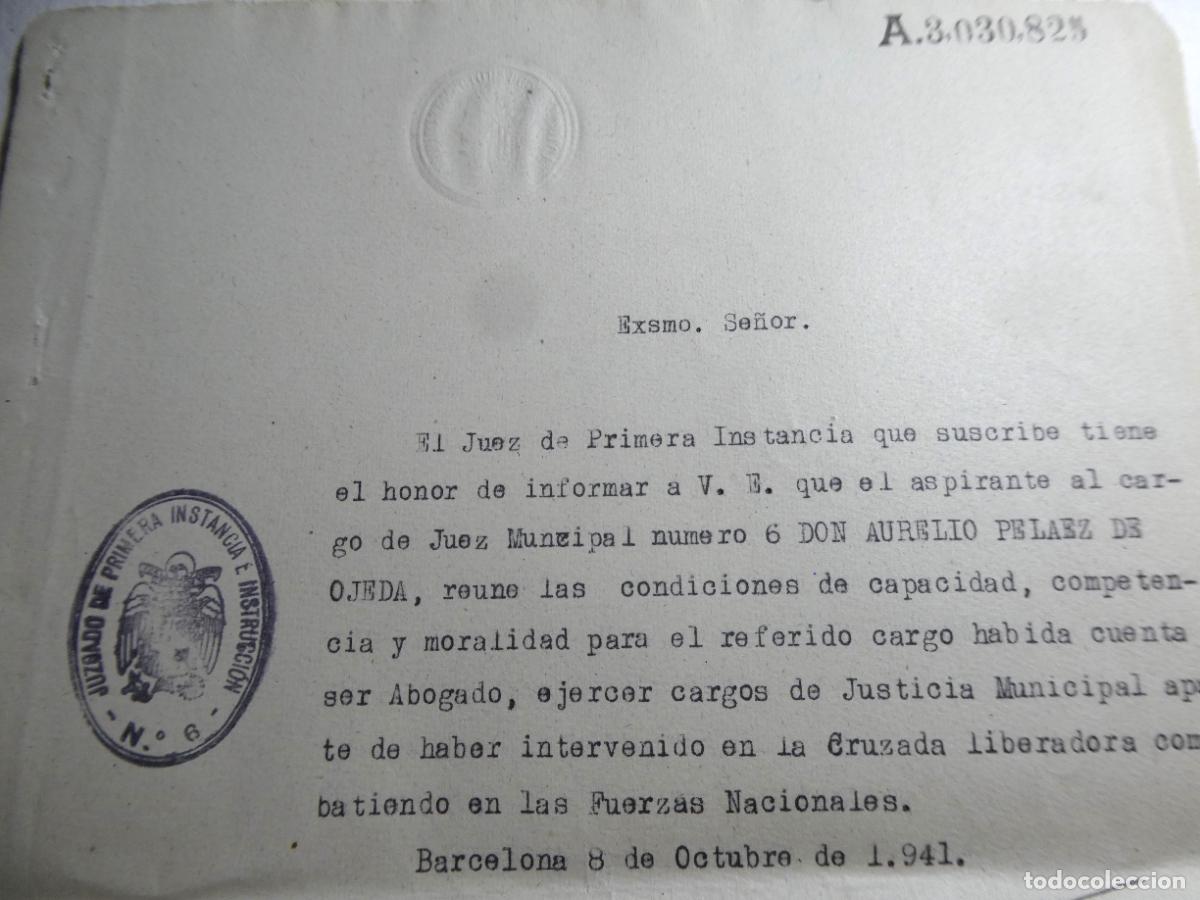 A.3,030,825
Exsmo. Señor.
El Juez de Primera Instancia que suscribe tiene
el honor de informar a V. E. que el aspirante al car-
go de Juez Muncipal numero 6 DON AURELIO PELAEZ DE
OJEDA, reune las condiciones de capacidad, competen-
cia y moralidad para el referido cargo habida cuenta
ser Abogado, ejercer cargos de Justicia Municipal apa
te de haber intervenido en la Cruzada liberadora com
batiendo en las Fuerzas Nacionales.
Barcelona 8 de Octubre de 1.941.
JUZGADO DE PRIMERA INSTANCIA E INSTRUCCIÓN
- N.º 6 -
todocoleccion